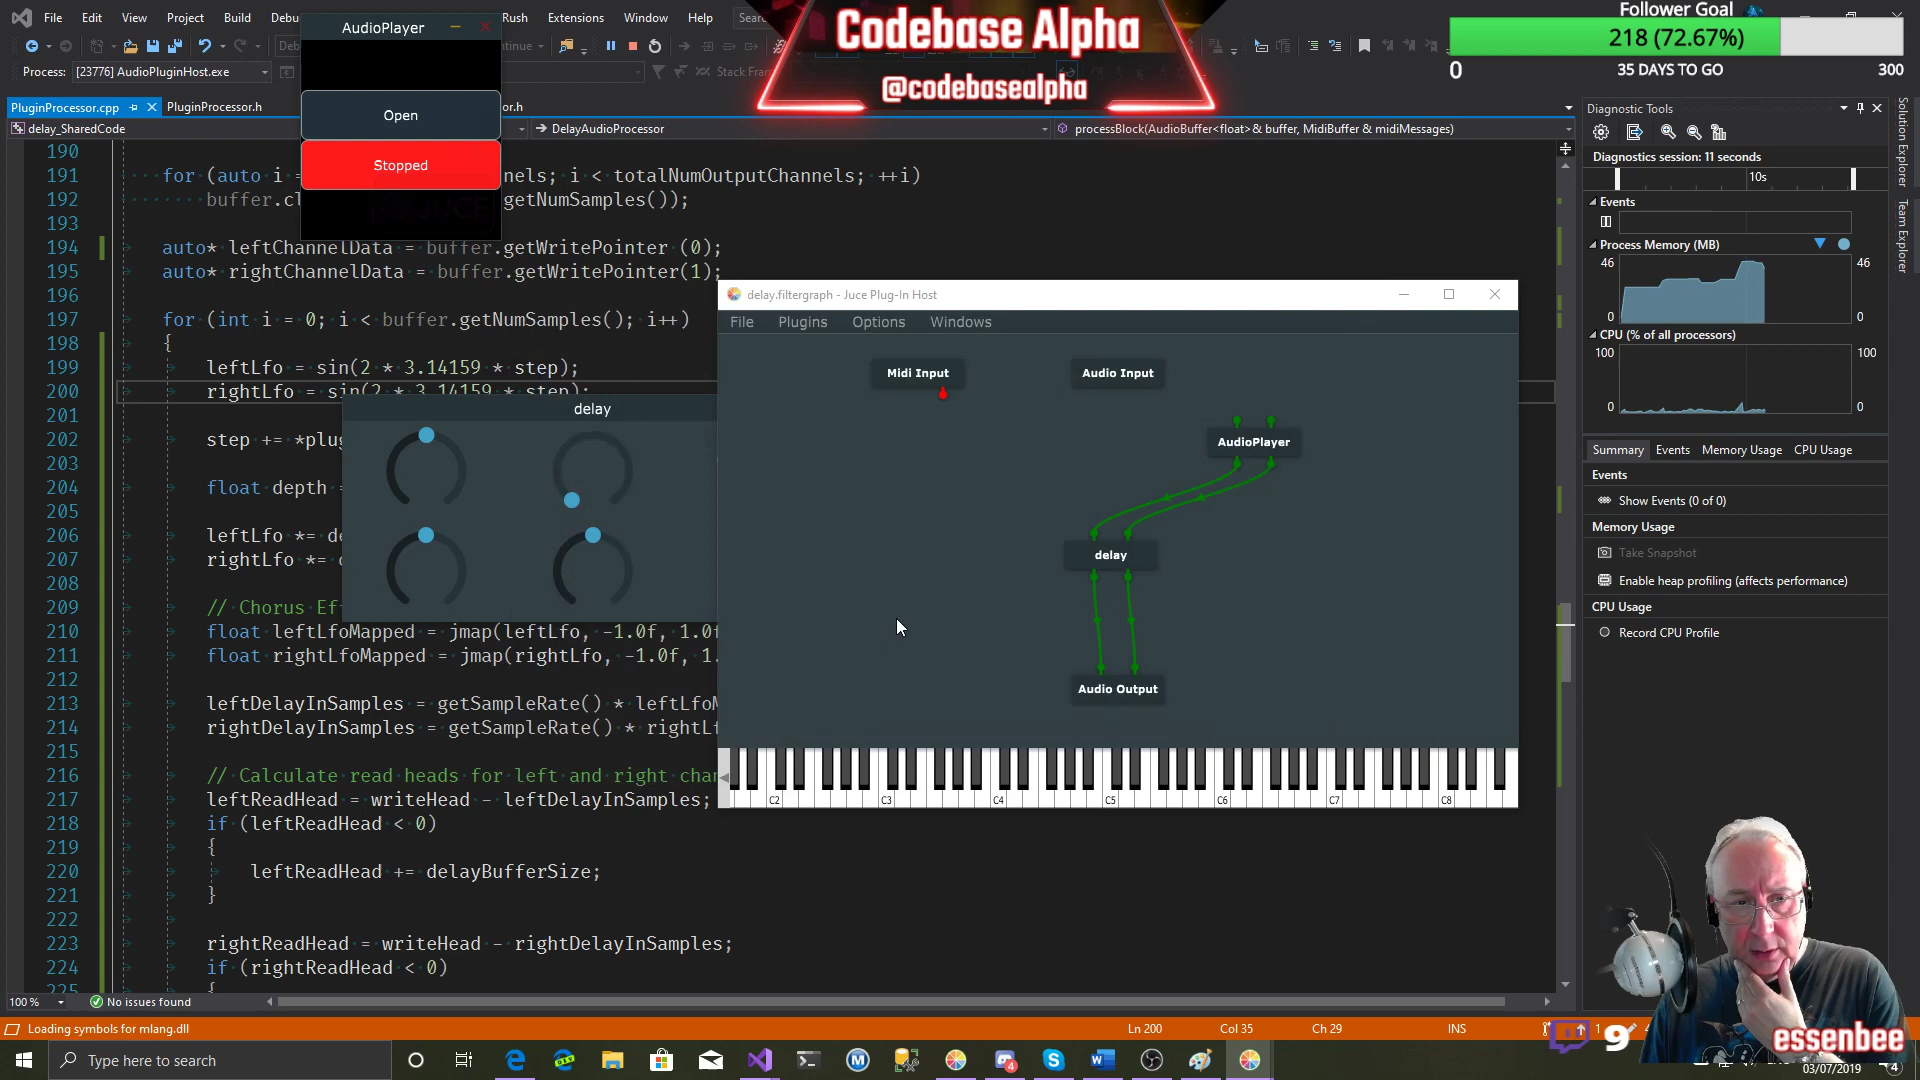 File Edit View Project Build Debu Rush Extensions Window Help Sear
AudioPlayer
Codebase Alpha
@codebasealpha
Follower Goal
218 (72.67%)
0 35 DAYS TO GO 300
Process: [23776] AudioPluginHost.exe
Stack Fram
PluginProcessor.cpp PluginProcessor.h
delay_SharedCode DelayAudioProcessor processBlock(AudioBuffer<float>& buffer, MidiBuffer & midiMessages)
Open
Stopped
190
191 for (auto i = nels; i < totalNumOutputChannels; ++i)
192 buffer.cl getNumSamples());
193
194 auto* leftChannelData = buffer.getWritePointer (0);
195 auto* rightChannelData = buffer.getWritePointer(1);
196
197 for (int i = 0; i < buffer.getNumSamples(); i++)
198 {
199 leftLfo = sin(2 * 3.14159 * step);
200 rightLfo = sin(2 * 3.14159 * step);
201
202 step += *plug
203
204 float depth =
205
206 leftLfo *= de
207 rightLfo *= d
208
209 // Chorus Ef
210 float leftLfoMapped = jmap(leftLfo, -1.0f, 1.0f
211 float rightLfoMapped = jmap(rightLfo, -1.0f, 1.
212
213 leftDelayInSamples = getSampleRate() * leftLfoM
214 rightDelayInSamples = getSampleRate() * rightLf
215
216 // Calculate read heads for left and right chan
217 leftReadHead = writeHead - leftDelayInSamples;
218 if (leftReadHead < 0)
219 {
220 leftReadHead += delayBufferSize;
221 }
222
223 rightReadHead = writeHead - rightDelayInSamples;
224 if (rightReadHead < 0)
225 {
delay
delay.filtergraph - Juce Plug-In Host
File Plugins Options Windows
Midi Input
Audio Input
AudioPlayer
delay
Audio Output
C2 C3 C4 C5 C6 C7 C8
Diagnostic Tools
Diagnostics session: 11 seconds
10s
Events
Process Memory (MB)
46 46
0 0
CPU (% of all processors)
100 100
0 0
Summary Events Memory Usage CPU Usage
Events
Show Events (0 of 0)
Memory Usage
Take Snapshot
Enable heap profiling (affects performance)
CPU Usage
Record CPU Profile
Solution Explorer
Team Explorer
100 % No issues found
Loading symbols for mlang.dll Ln 200 Col 35 Ch 29 INS
9
essenbee
Type here to search
03/07/2019
4